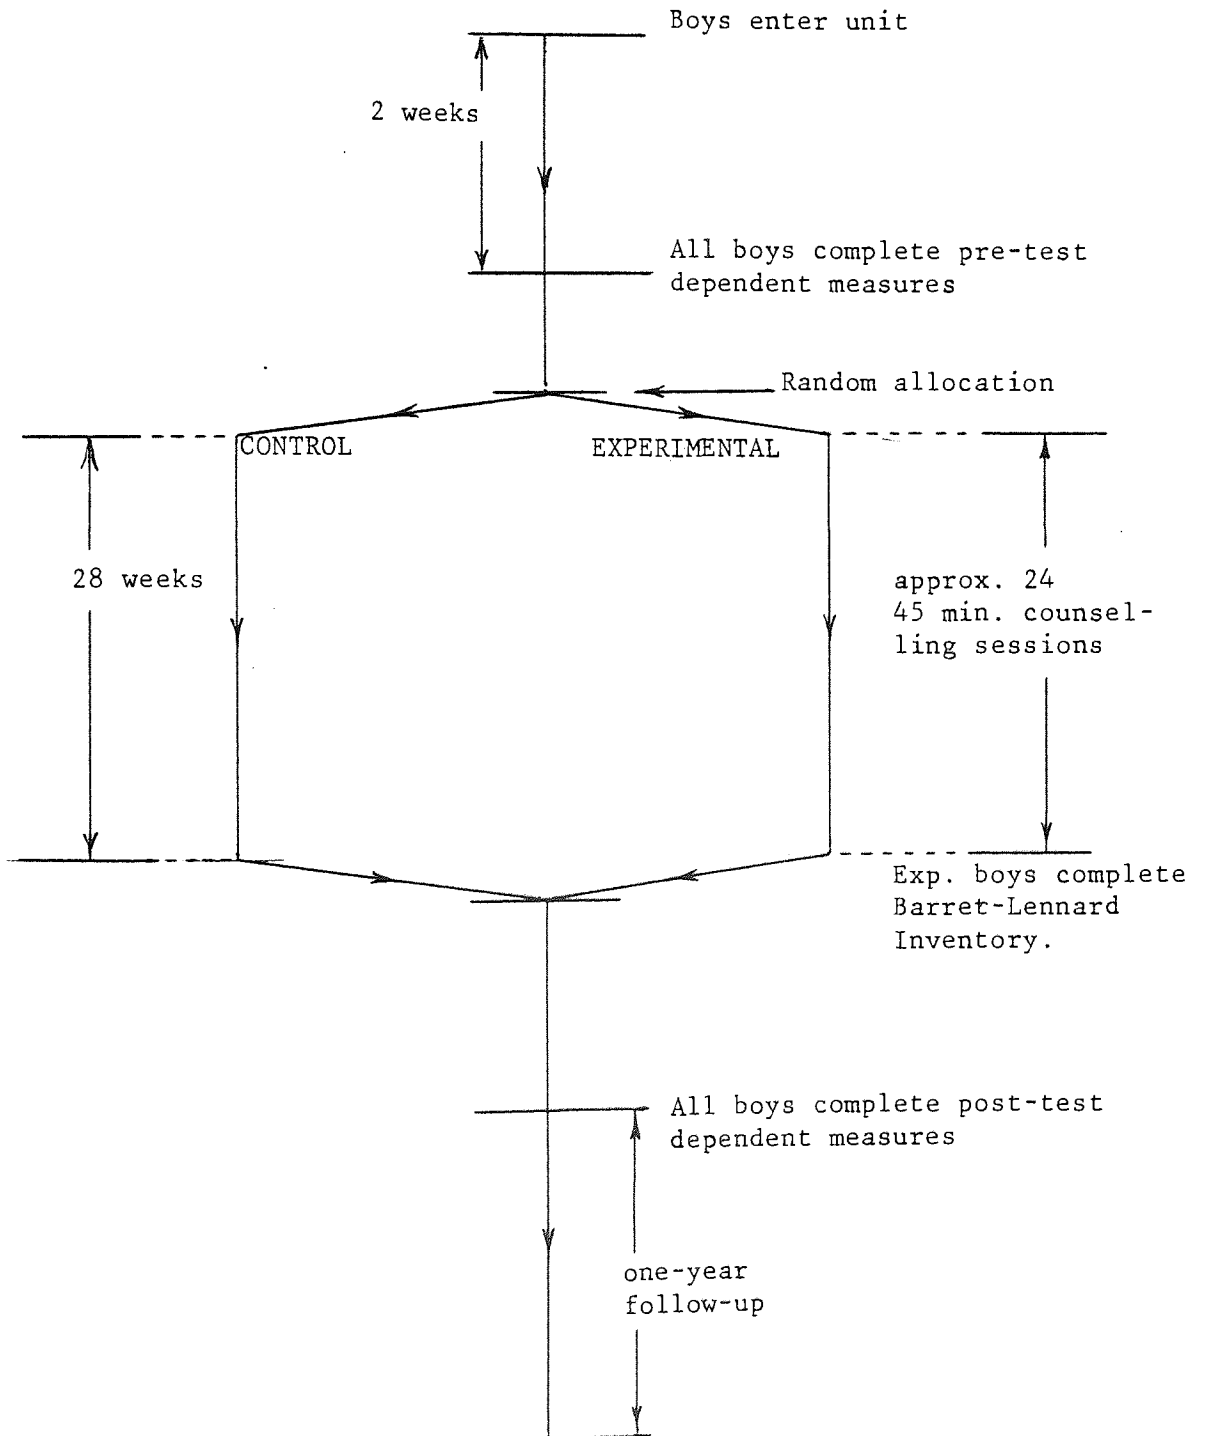 Boys enter unit
2 weeks
All boys complete pre-test
dependent measures
Random allocation
CONTROL
EXPERIMENTAL
28 weeks
approx. 24
45 min. counsel-
ling sessions
Exp. boys complete
Barret-Lennard
Inventory.
All boys complete post-test
dependent measures
one-year
follow-up